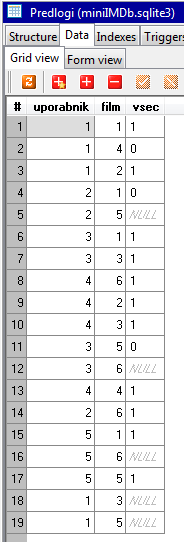 Predlogi (miniIMDb.sqlite3)
Structure Data Indexes Triggers
Grid view Form view
# uporabnik film vsec
1 1 1 1
2 1 4 0
3 1 2 1
4 2 1 0
5 2 5 NULL
6 3 1 1
7 3 3 1
8 4 6 1
9 4 2 1
10 4 3 1
11 3 5 0
12 3 6 NULL
13 4 4 1
14 2 6 1
15 5 1 1
16 5 6 NULL
17 5 5 1
18 1 3 NULL
19 1 5 NULL